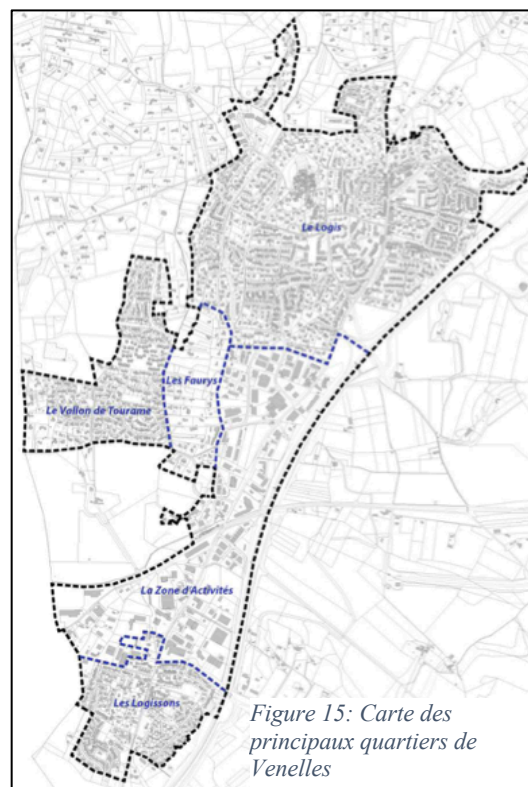 Le Logis
Les Faurys
Le Vallon de Tourame
La Zone d'Activités
Les Logissons
Figure 15: Carte des
principaux quartiers de
Venelles